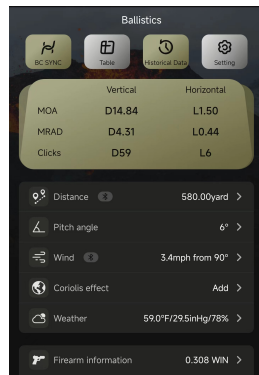 Ballistics
BC SYNC Table Historical Data Setting
Vertical Horizontal
MOA D14.84 L1.50
MRAD D4.31 L0.44
Clicks D59 L6
Distance 580.00yard >
Pitch angle 6° >
Wind 3.4mph from 90° >
Coriolis effect Add >
Weather 59.0°F/29.5inHg/78% >
Firearm information 0.308 WIN >